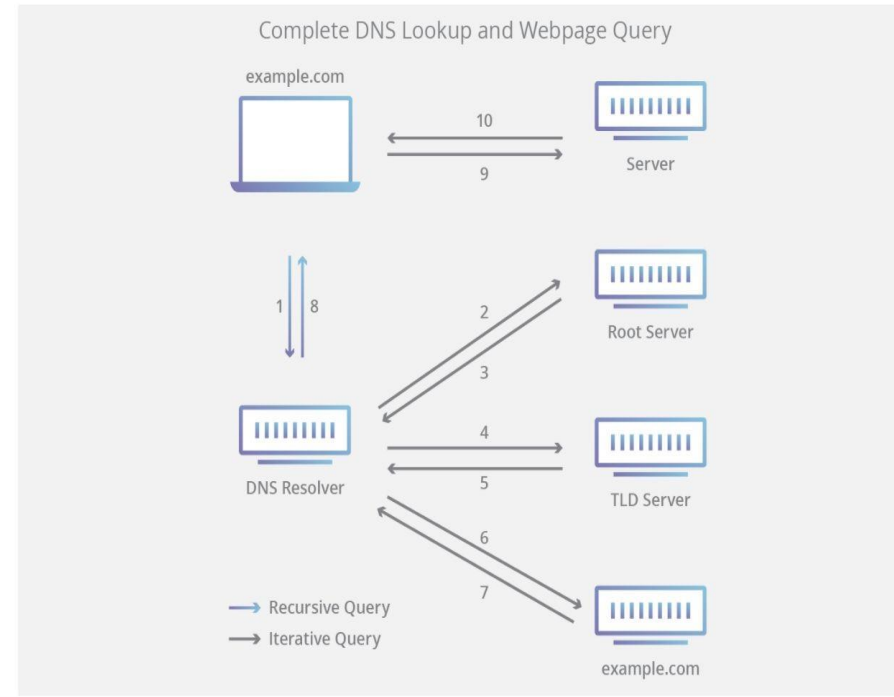 Complete DNS Lookup and Webpage Query
example.com
10
9
Server
1
8
2
3
Root Server
DNS Resolver
4
5
TLD Server
6
7
example.com
Recursive Query
Iterative Query